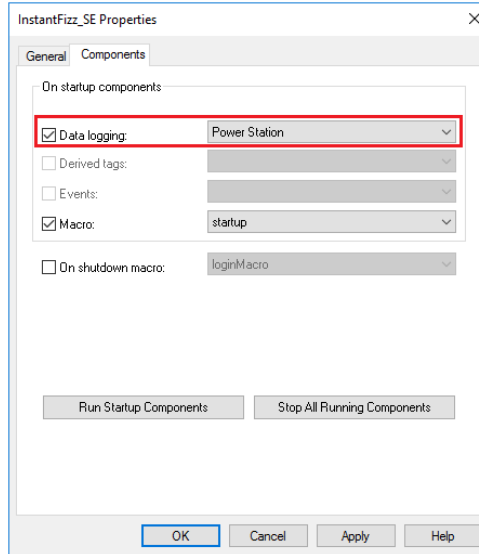 InstantFizz_SE Properties
General Components
On startup components
Data logging: Power Station
Derived tags:
Events:
Macro: startup
On shutdown macro: loginMacro
Run Startup Components Stop All Running Components
OK Cancel Apply Help